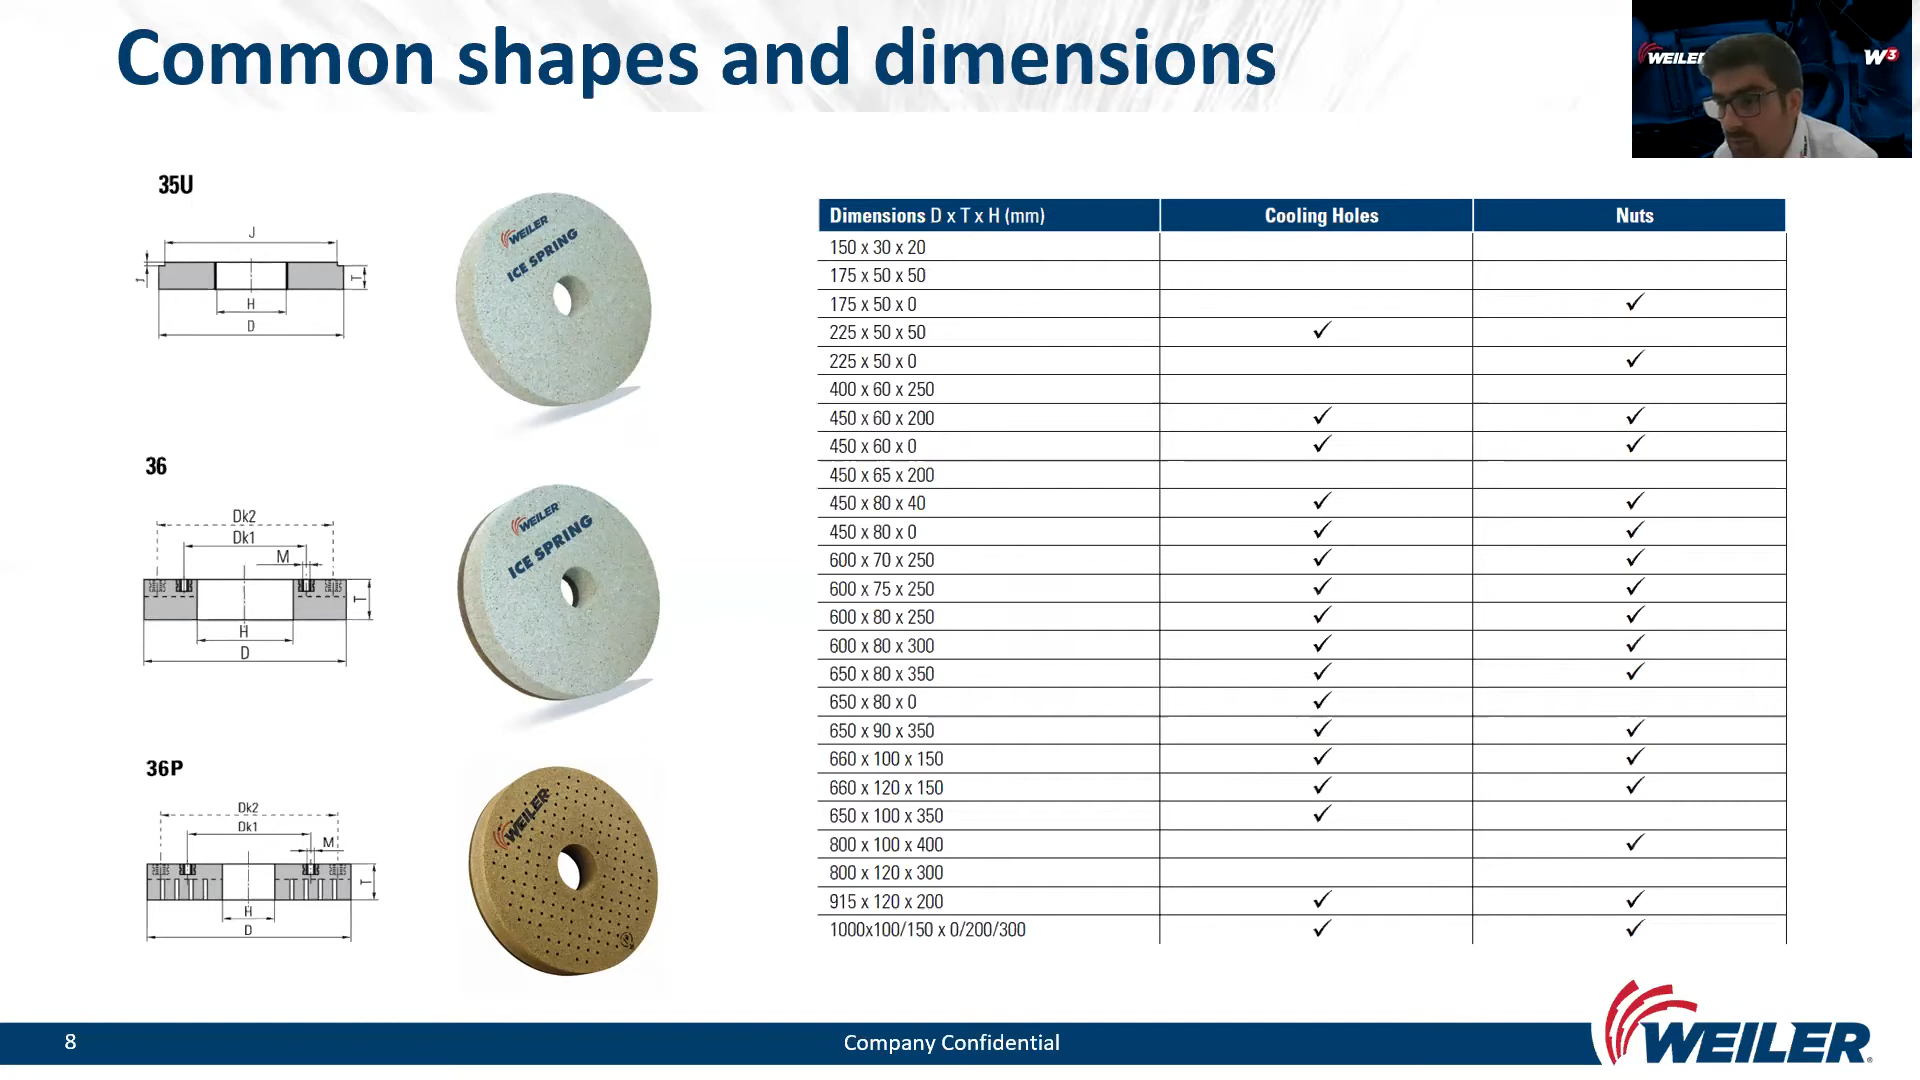 Common shapes and dimensions
WEILER
W3
35U
J
1
T
H
D
WEILER
ICE SPRING
36
Dk2
Dk1
M
T
H
D
WEILER
ICE SPRING
36P
Dk2
Dk1
M
T
H
D
WEILER
Dimensions D x T x H (mm) Cooling Holes Nuts
150 x 30 x 20
175 x 50 x 50
175 x 50 x 0 ✓
225 x 50 x 50 ✓
225 x 50 x 0 ✓
400 x 60 x 250
450 x 60 x 200 ✓ ✓
450 x 60 x 0 ✓ ✓
450 x 65 x 200
450 x 80 x 40 ✓ ✓
450 x 80 x 0 ✓ ✓
600 x 70 x 250 ✓ ✓
600 x 75 x 250 ✓ ✓
600 x 80 x 250 ✓ ✓
600 x 80 x 300 ✓ ✓
650 x 80 x 350 ✓ ✓
650 x 80 x 0 ✓
650 x 90 x 350 ✓ ✓
660 x 100 x 150 ✓ ✓
660 x 120 x 150 ✓ ✓
650 x 100 x 350 ✓
800 x 100 x 400 ✓
800 x 120 x 300
915 x 120 x 200 ✓ ✓
1000x100/150 x 0/200/300 ✓ ✓
8
Company Confidential
WEILER®